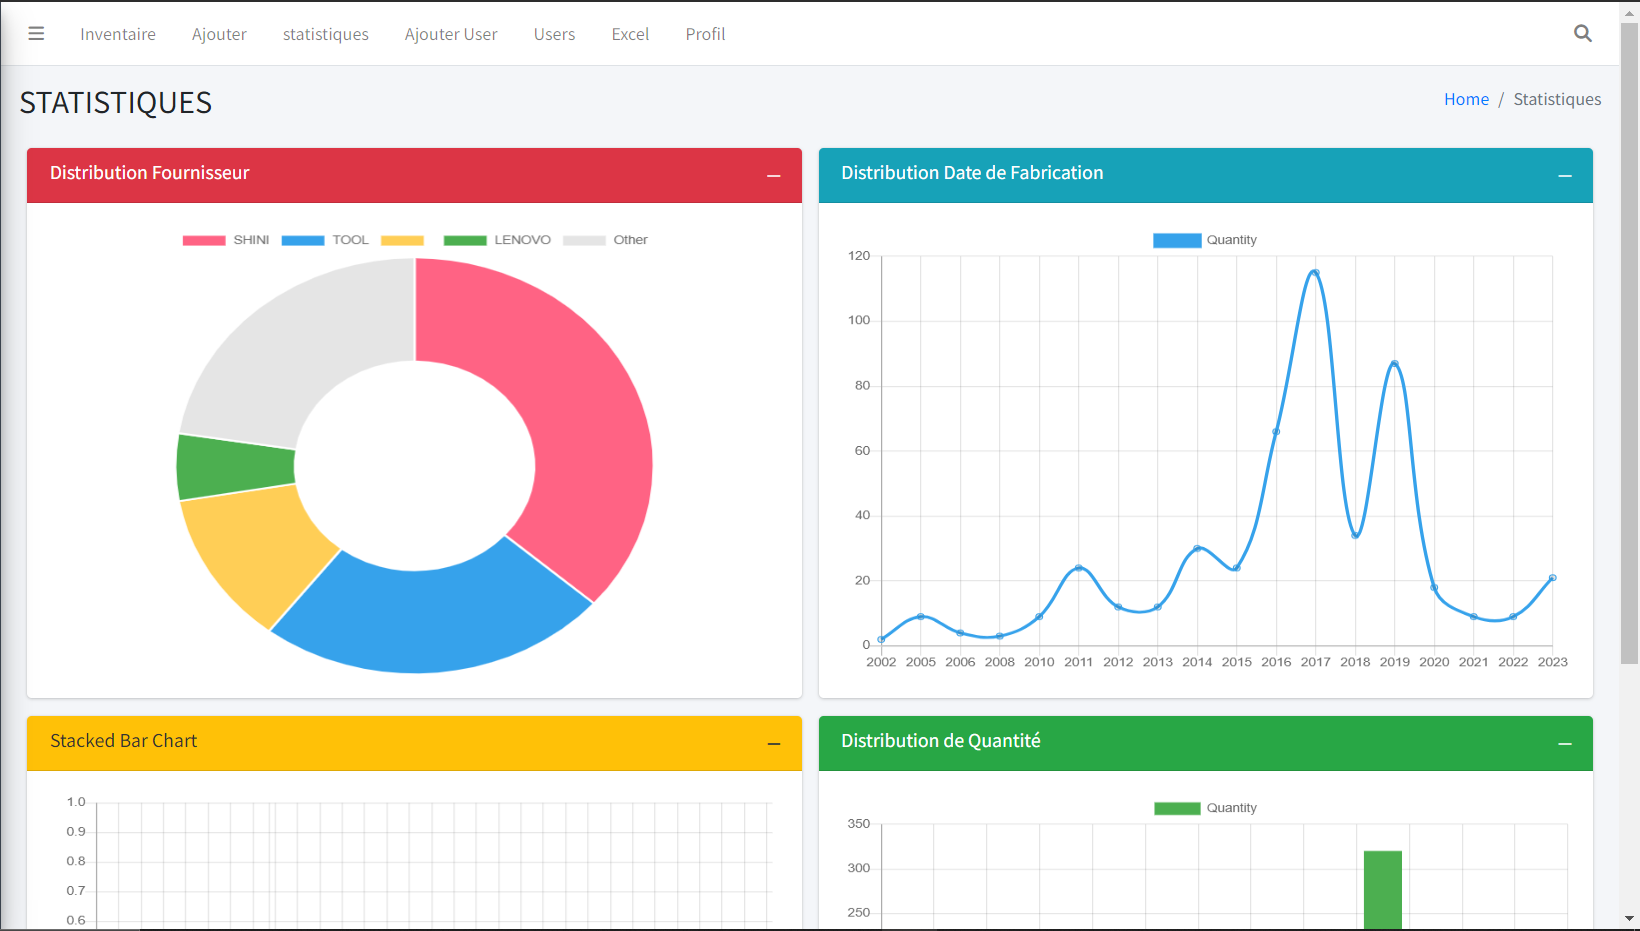 Inventaire Ajouter statistiques Ajouter User Users Excel Profil
STATISTIQUES
Home / Statistiques
Distribution Fournisseur
SHINI TOOL LENOVO Other
Distribution Date de Fabrication
Quantity
120
100
80
60
40
20
0
2002 2005 2006 2008 2010 2011 2012 2013 2014 2015 2016 2017 2018 2019 2020 2021 2022 2023
Stacked Bar Chart
1.0
0.9
0.8
0.7
0.6
Distribution de Quantité
Quantity
350
300
250